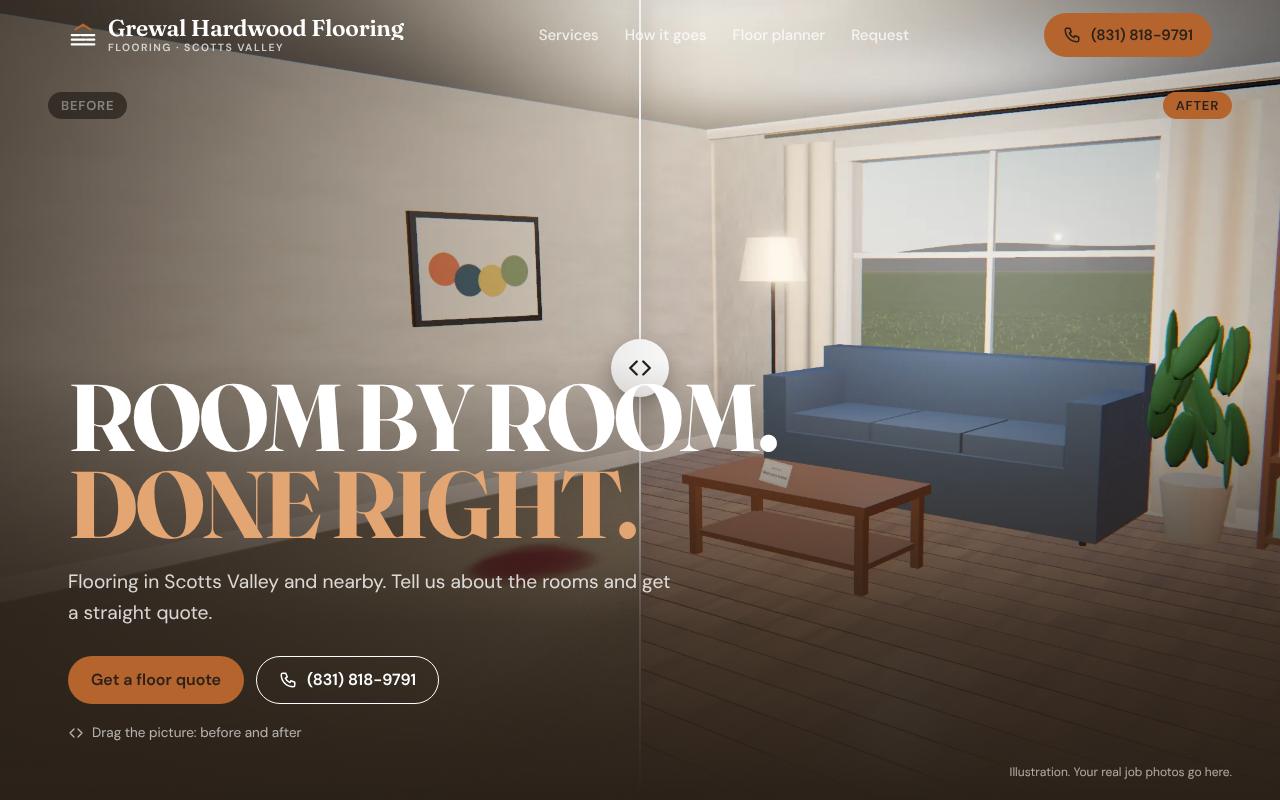 Grewal Hardwood Flooring
FLOORING · SCOTTS VALLEY
Services
How it goes
Floor planner
Request
(831) 818-9791
BEFORE
AFTER
ROOM BY ROOM.
DONE RIGHT.
Flooring in Scotts Valley and nearby. Tell us about the rooms and get
a straight quote.
Get a floor quote
(831) 818-9791
Drag the picture: before and after
Illustration. Your real job photos go here.